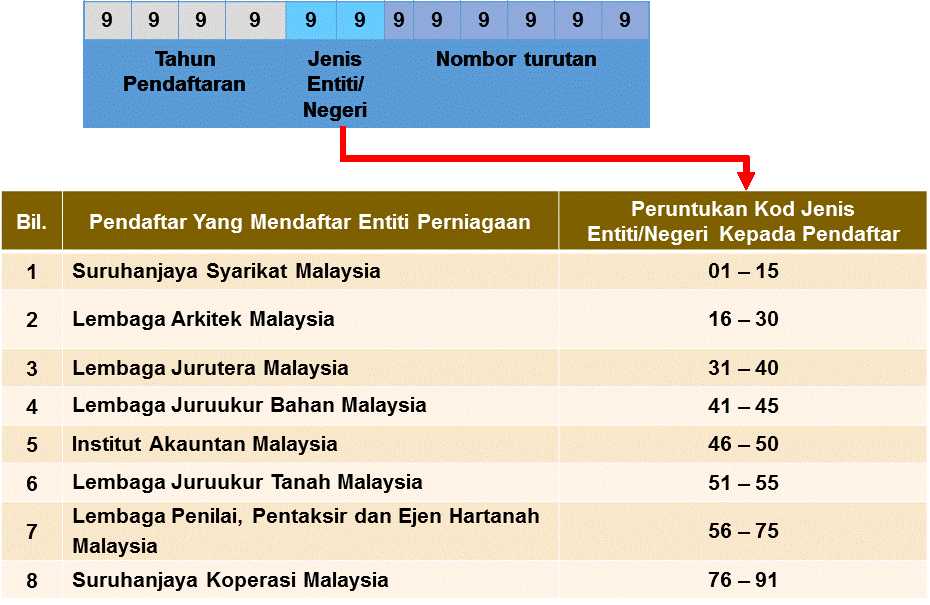 9 9 9 9 9 9 9 9 9 9 9 9
Tahun
Pendaftaran
Jenis
Entiti/
Negeri
Nombor turutan
Bil. Pendaftar Yang Mendaftar Entiti Perniagaan Peruntukan Kod Jenis
Entiti/Negeri Kepada Pendaftar
1 Suruhanjaya Syarikat Malaysia 01 – 15
2 Lembaga Arkitek Malaysia 16 – 30
3 Lembaga Jurutera Malaysia 31 – 40
4 Lembaga Juruukur Bahan Malaysia 41 – 45
5 Institut Akauntan Malaysia 46 – 50
6 Lembaga Juruukur Tanah Malaysia 51 – 55
7 Lembaga Penilai, Pentaksir dan Ejen Hartanah
Malaysia 56 – 75
8 Suruhanjaya Koperasi Malaysia 76 – 91